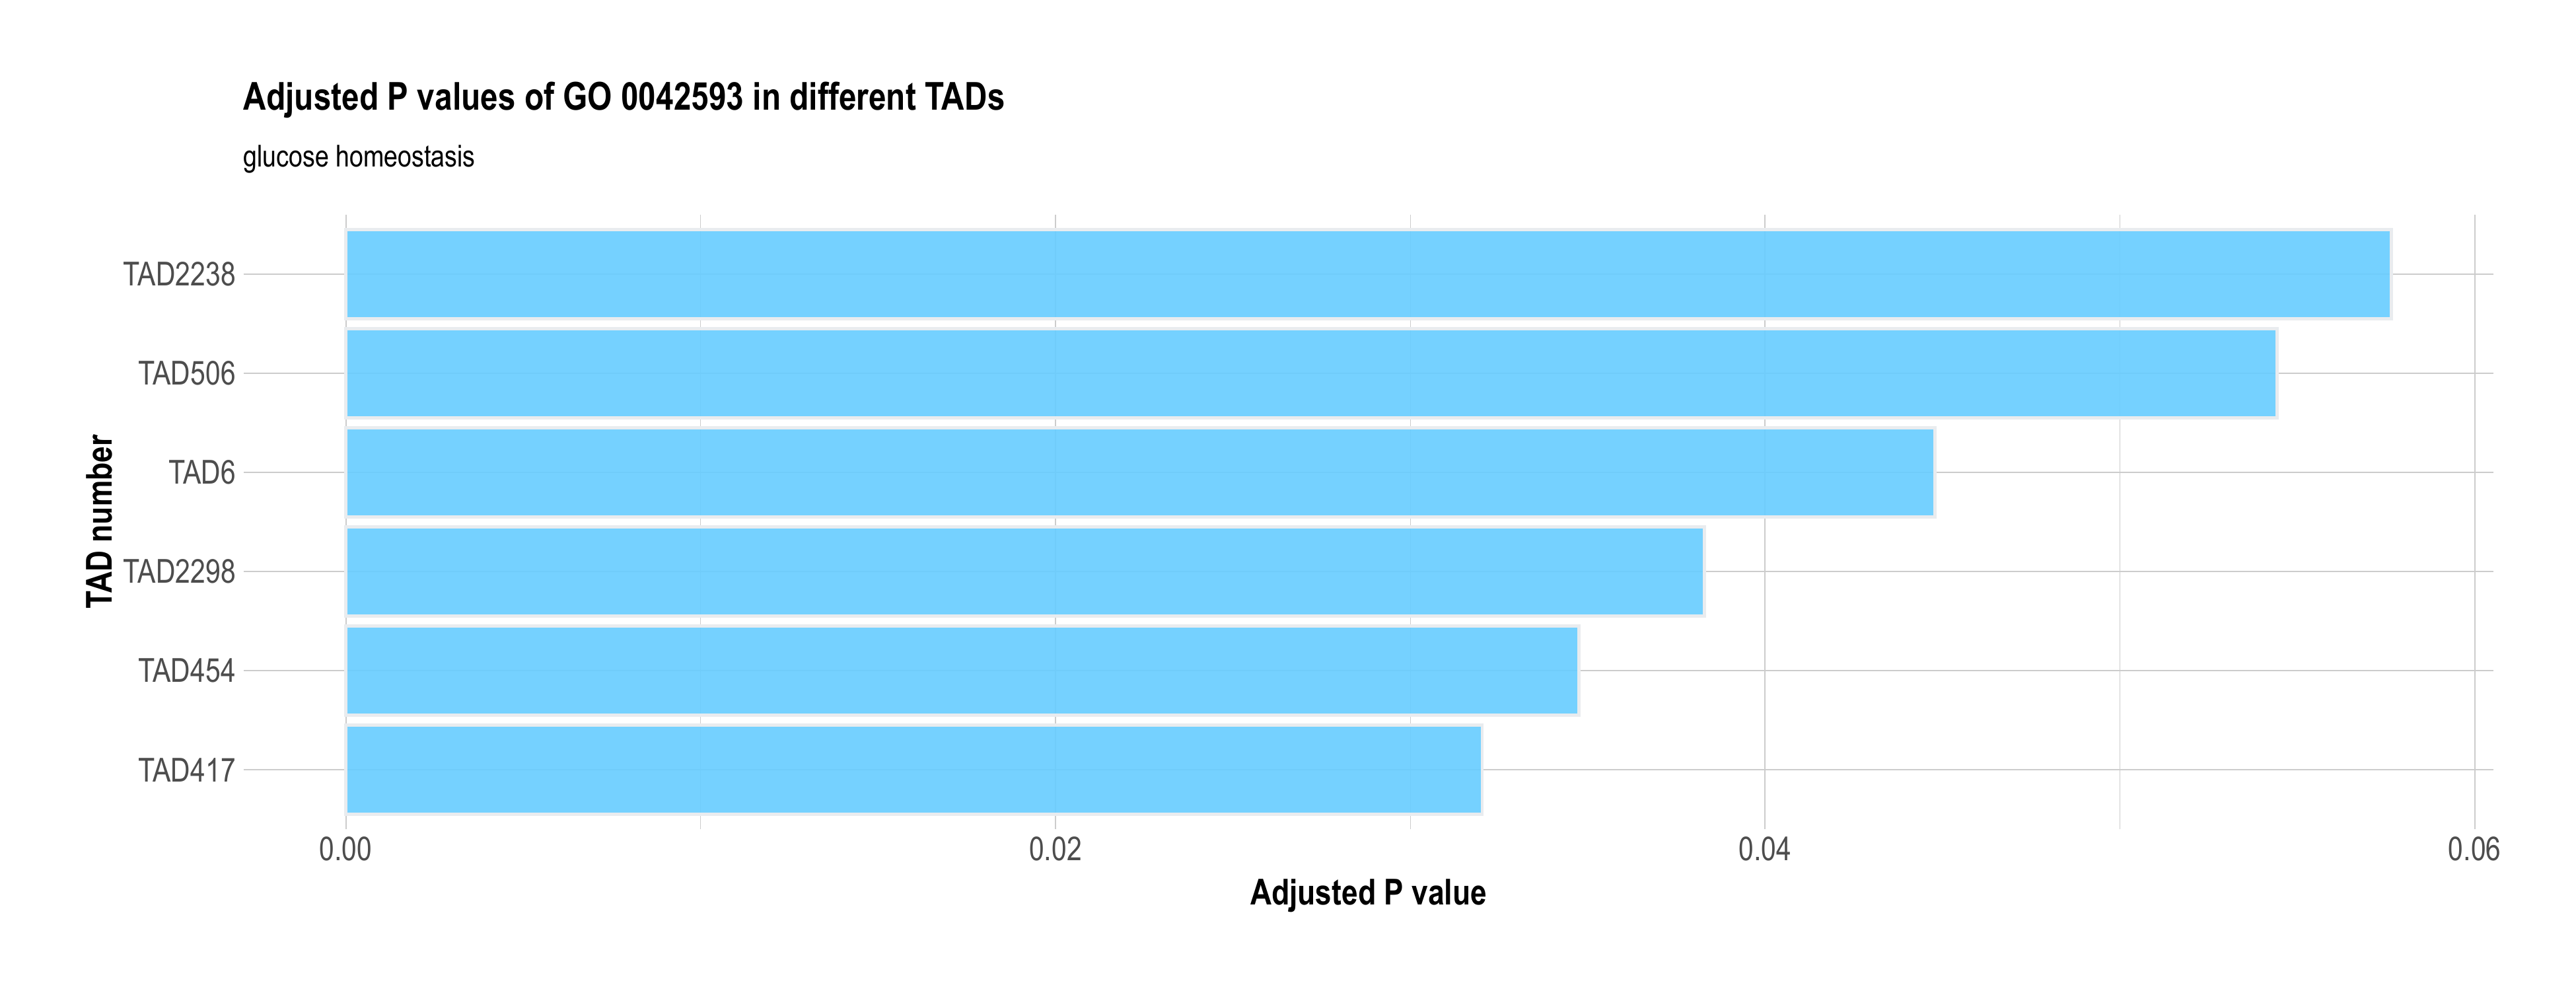 Adjusted P values of GO 0042593 in different TADs
glucose homeostasis
TAD number
TAD2238
TAD506
TAD6
TAD2298
TAD454
TAD417
0.00 0.02 0.04 0.06
Adjusted P value